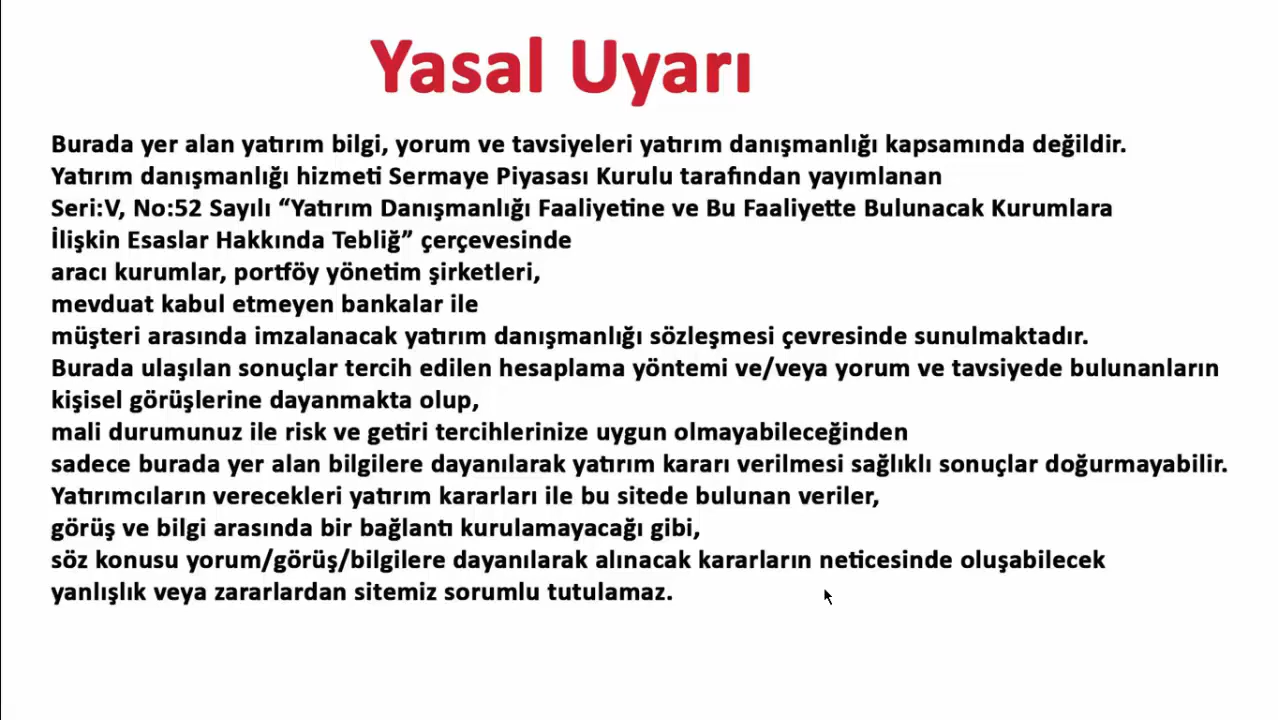 Yasal Uyarı
Burada yer alan yatırım bilgi, yorum ve tavsiyeleri yatırım danışmanlığı kapsamında değildir.
Yatırım danışmanlığı hizmeti Sermaye Piyasası Kurulu tarafından yayımlanan
Seri:V, No:52 Sayılı “Yatırım Danışmanlığı Faaliyetine ve Bu Faaliyette Bulunacak Kurumlara
İlişkin Esaslar Hakkında Tebliğ” çerçevesinde
aracı kurumlar, portföy yönetim şirketleri,
mevduat kabul etmeyen bankalar ile
müşteri arasında imzalanacak yatırım danışmanlığı sözleşmesi çevresinde sunulmaktadır.
Burada ulaşılan sonuçlar tercih edilen hesaplama yöntemi ve/veya yorum ve tavsiyede bulunanların
kişisel görüşlerine dayanmakta olup,
mali durumunuz ile risk ve getiri tercihlerinize uygun olmayabileceğinden
sadece burada yer alan bilgilere dayanılarak yatırım kararı verilmesi sağlıklı sonuçlar doğurmayabilir.
Yatırımcıların verecekleri yatırım kararları ile bu sitede bulunan veriler,
görüş ve bilgi arasında bir bağlantı kurulamayacağı gibi,
söz konusu yorum/görüş/bilgilere dayanılarak alınacak kararların neticesinde oluşabilecek
yanlışlık veya zararlardan sitemiz sorumlu tutulamaz.